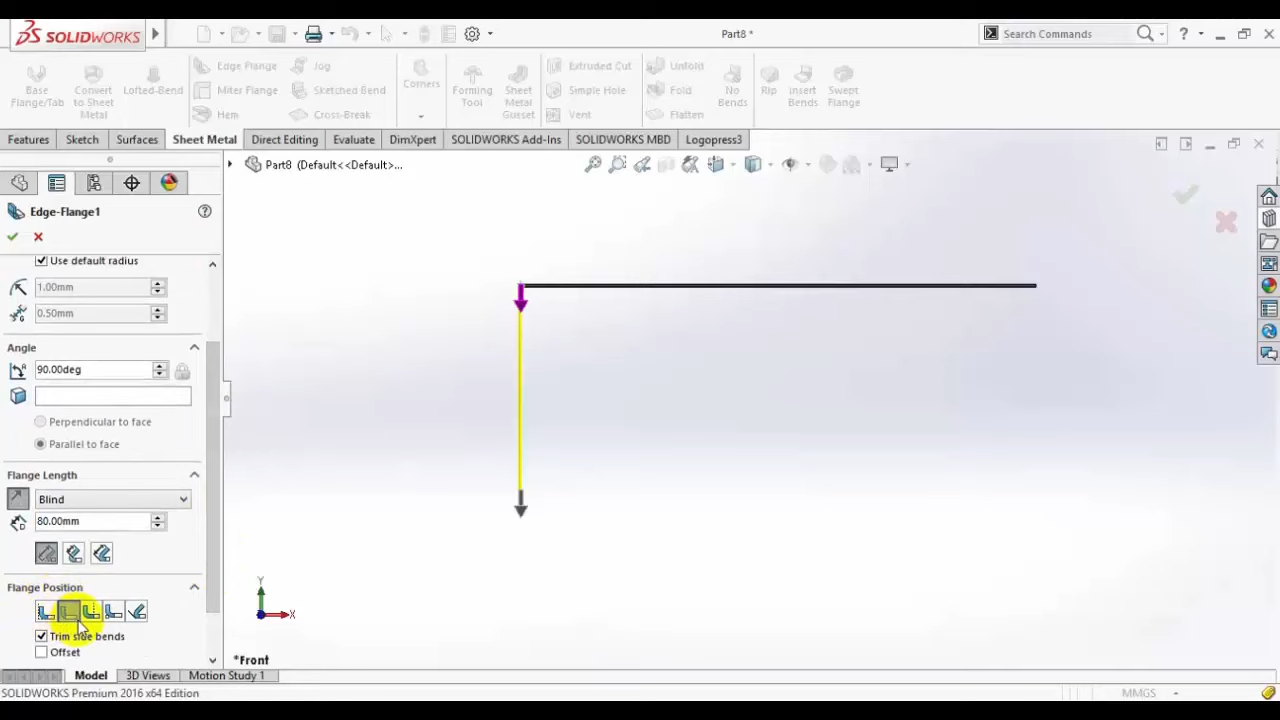 SOLIDWORKS
Part8 *
Search Commands
?
Base Flange/Tab
Convert to Sheet Metal
Lofted-Bend
Edge Flange
Miter Flange
Hem
Jog
Sketched Bend
Cross-Break
Corners
Forming Tool
Sheet Metal Gusset
Extruded Cut
Simple Hole
Vent
Unfold
Fold
Flatten
No Bends
Rip
Insert Bends
Swept Flange
Features
Sketch
Surfaces
Sheet Metal
Direct Editing
Evaluate
DimXpert
SOLIDWORKS Add-Ins
SOLIDWORKS MBD
Logopress3
Part8 (Default<<Default>...
Edge-Flange1
?
Use default radius
1.00mm
0.50mm
Angle
90.00deg
Perpendicular to face
Parallel to face
Flange Length
Blind
80.00mm
Flange Position
Trim side bends
Offset
Y
X
*Front
Model
3D Views
Motion Study 1
SOLIDWORKS Premium 2016 x64 Edition
MMGS